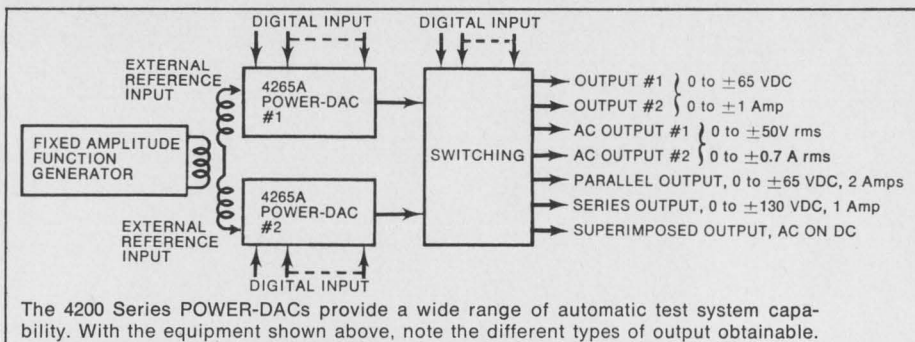 DIGITAL INPUT
DIGITAL INPUT
EXTERNAL
REFERENCE
INPUT
4265A
POWER-DAC
#1
FIXED AMPLITUDE
FUNCTION
GENERATOR
EXTERNAL
REFERENCE
INPUT
4265A
POWER-DAC
#2
DIGITAL INPUT
SWITCHING
OUTPUT #1 } 0 to ±65 VDC
OUTPUT #2 } 0 to ±1 Amp
AC OUTPUT #1 } 0 to ±50V rms
AC OUTPUT #2 } 0 to ±0.7 A rms
PARALLEL OUTPUT, 0 to ±65 VDC, 2 Amps
SERIES OUTPUT, 0 to ±130 VDC, 1 Amp
SUPERIMPOSED OUTPUT, AC ON DC
The 4200 Series POWER-DACs provide a wide range of automatic test system capa-
bility. With the equipment shown above, note the different types of output obtainable.